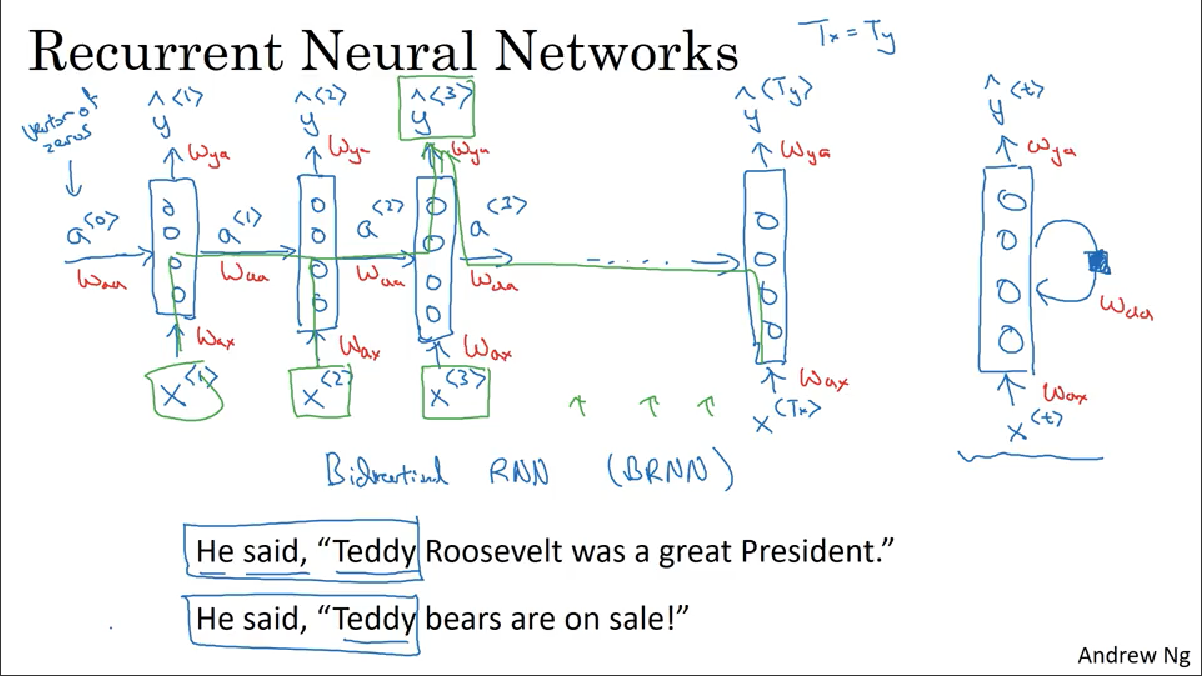 Recurrent Neural Networks
Tx = Ty
vector of zeros
ŷ<1> ŷ<2> ŷ<3> ŷ<Ty> ŷ<t>
Wya Wya Wya Wya Wya
a<0> a<1> a<2> a<3> .....
Waa Waa Waa Waa Waa
Wax Wax Wax Wax Wax
x<1> x<2> x<3> x<Tx> x<t>
Bidirectional RNN (BRNN)
He said, “Teddy Roosevelt was a great President.”
He said, “Teddy bears are on sale!”
Andrew Ng